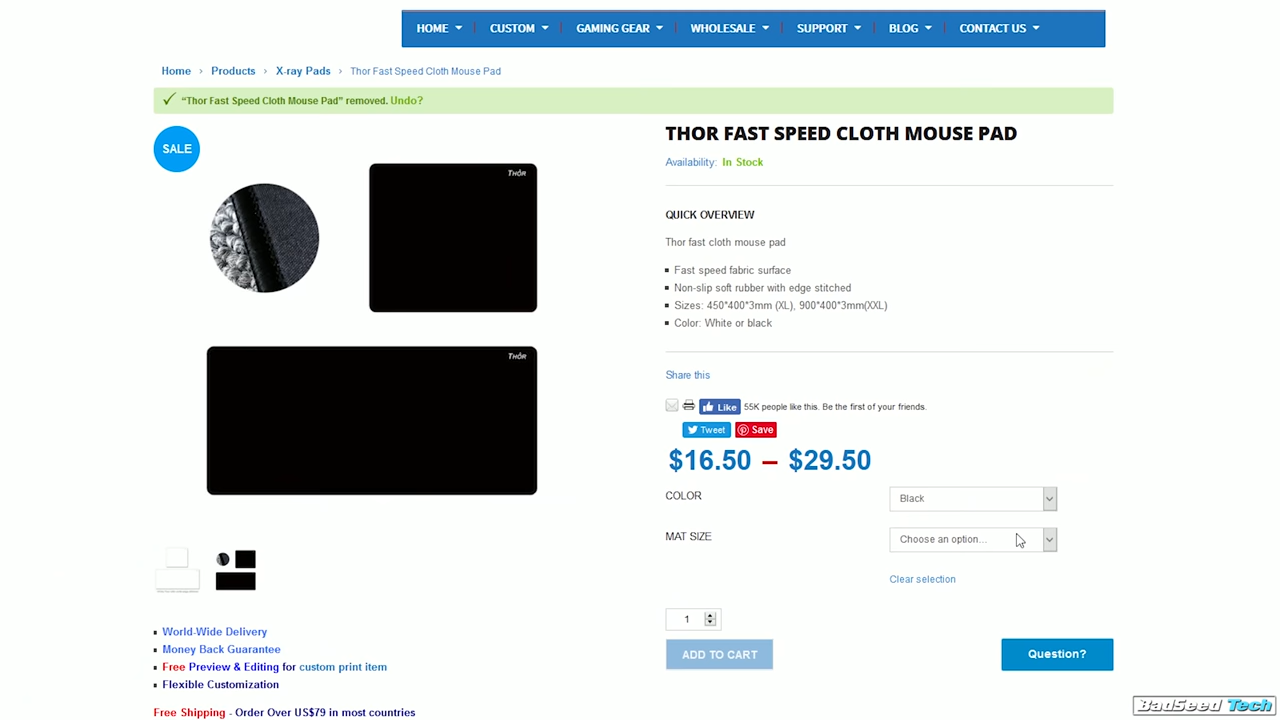 HOME
CUSTOM
GAMING GEAR
WHOLESALE
SUPPORT
BLOG
CONTACT US
Home › Products › X-ray Pads › Thor Fast Speed Cloth Mouse Pad
“Thor Fast Speed Cloth Mouse Pad” removed. Undo?
SALE
THOR
THOR
THOR FAST SPEED CLOTH MOUSE PAD
Availability: In Stock
QUICK OVERVIEW
Thor fast cloth mouse pad
Fast speed fabric surface
Non-slip soft rubber with edge stitched
Sizes: 450*400*3mm (XL), 900*400*3mm(XXL)
Color: White or black
Share this
Like 55K people like this. Be the first of your friends.
Tweet Save
$16.50 – $29.50
COLOR Black
MAT SIZE Choose an option...
Clear selection
1
ADD TO CART
Question?
World-Wide Delivery
Money Back Guarantee
Free Preview & Editing for custom print item
Flexible Customization
Free Shipping - Order Over US$79 in most countries
BadSeed Tech